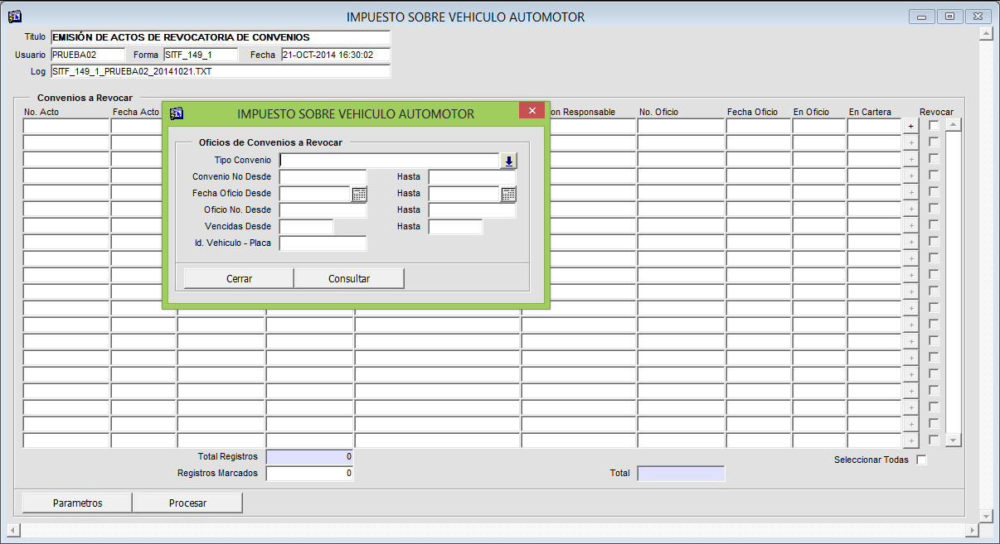 IMPUESTO SOBRE VEHICULO AUTOMOTOR
Titulo EMISIÓN DE ACTOS DE REVOCATORIA DE CONVENIOS
Usuario PRUEBA02 Forma SITF_149_1 Fecha 21-OCT-2014 16:30:02
Log SITF_149_1_PRUEBA02_20141021.TXT
Convenios a Revocar
No. Acto Fecha Acto on Responsable No. Oficio Fecha Oficio En Oficio En Cartera Revocar
IMPUESTO SOBRE VEHICULO AUTOMOTOR
Oficios de Convenios a Revocar
Tipo Convenio
Convenio No Desde Hasta
Fecha Oficio Desde Hasta
Oficio No. Desde Hasta
Vencidas Desde Hasta
Id. Vehiculo - Placa
Cerrar Consultar
Total Registros 0
Seleccionar Todas
Registros Marcados 0 Total
Parametros Procesar